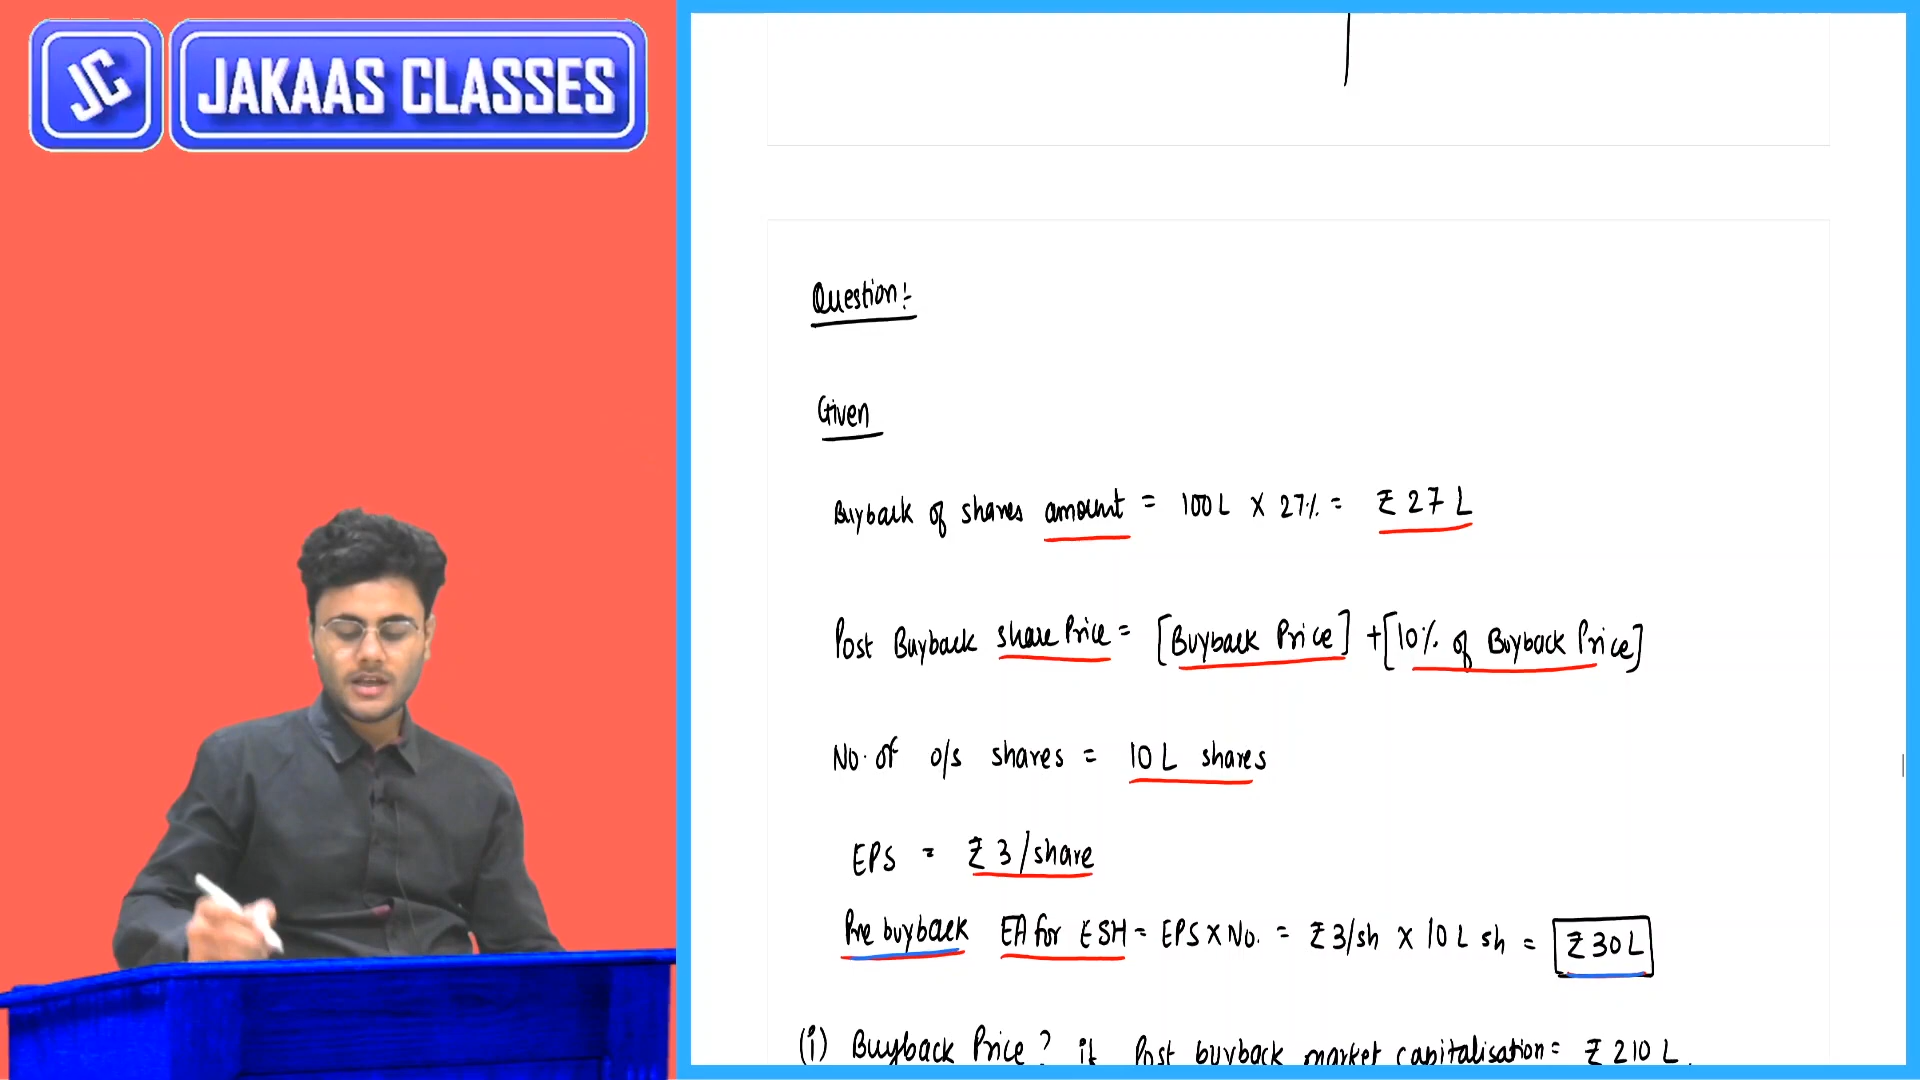 JC JAKAAS CLASSES
Question:-
Given
Buyback of shares amount = 100 L X 27% = ₹ 27 L
Post Buyback share Price = [Buyback Price] + [10% of Buyback Price]
No. of o/s shares = 10 L shares
EPS = ₹ 3/share
Pre buyback EA for ESH = EPS X No. = ₹ 3/sh X 10 L sh = ₹ 30 L
(i) Buyback Price? if Post buyback market capitalisation = ₹ 210 L.